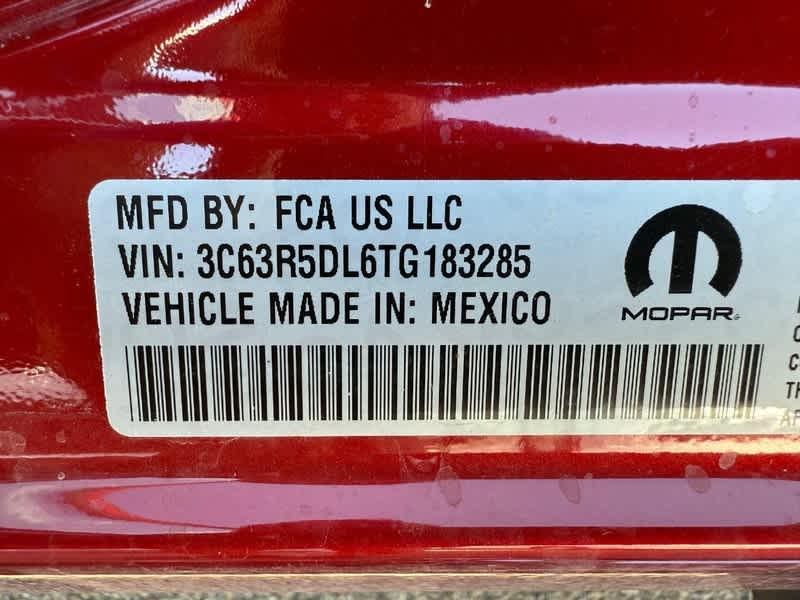 MFD BY: FCA US LLC
VIN: 3C63R5DL6TG183285
VEHICLE MADE IN: MEXICO
MOPAR